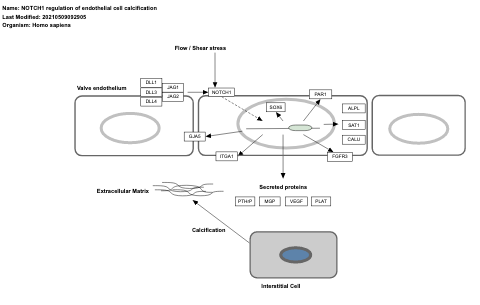 Name: NOTCH1 regulation of endothelial cell calcification
Last Modified: 20210509092905
Organism: Homo sapiens
Flow / Shear stress
Valve endothelium
DLL1
DLL3
DLL4
JAG1
JAG2
NOTCH1
PAR1
SOX6
ALPL
SAT1
CALU
GJA5
ITGA1
FGFR3
Extracellular Matrix
Secreted proteins
PTHrP
MGP
VEGF
PLAT
Calcification
Interstitial Cell